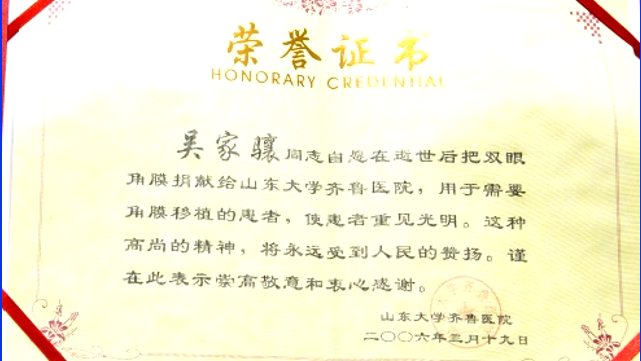 荣誉证书
HONORARY CREDENTIAL
吴家骧同志自愿在逝世后把双眼
角膜捐献给山东大学齐鲁医院，用于需要
角膜移植的患者，使患者重见光明。这种
高尚的精神，将永远受到人民的赞扬。谨
在此表示崇高敬意和衷心感谢。
山东大学齐鲁医院
二〇〇六年三月十九日